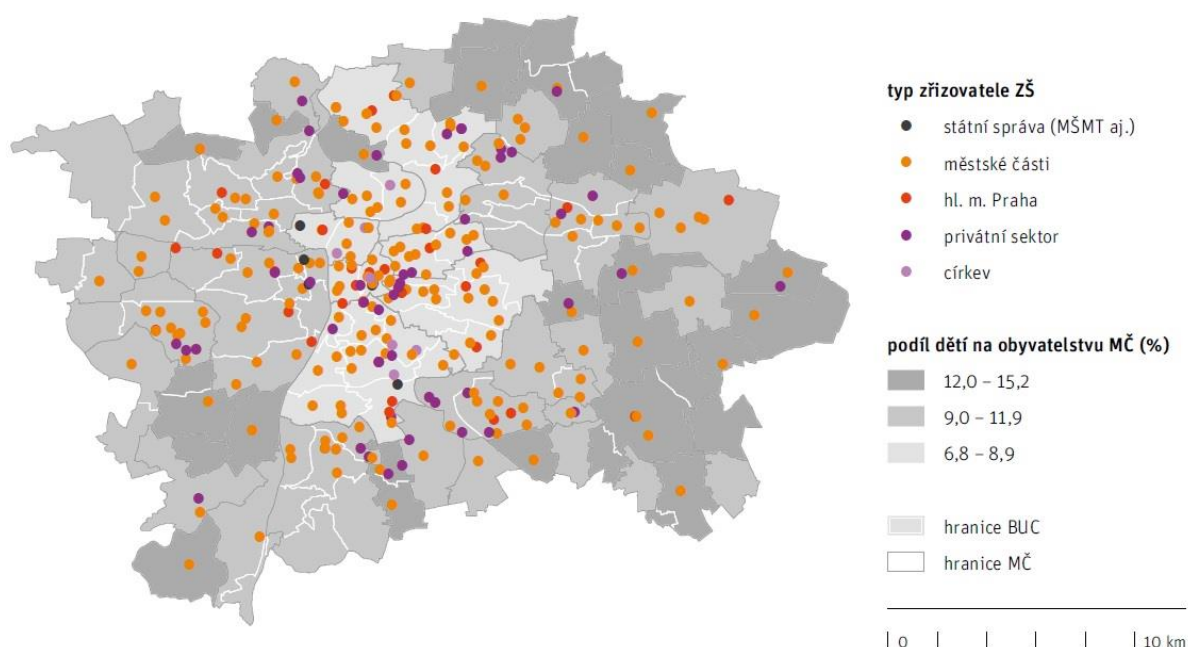 typ zřizovatele ZŠ
státní správa (MŠMT aj.)
městské části
hl. m. Praha
privátní sektor
církev
podíl dětí na obyvatelstvu MČ (%)
12,0 – 15,2
9,0 – 11,9
6,8 – 8,9
hranice BUC
hranice MČ
0 10 km